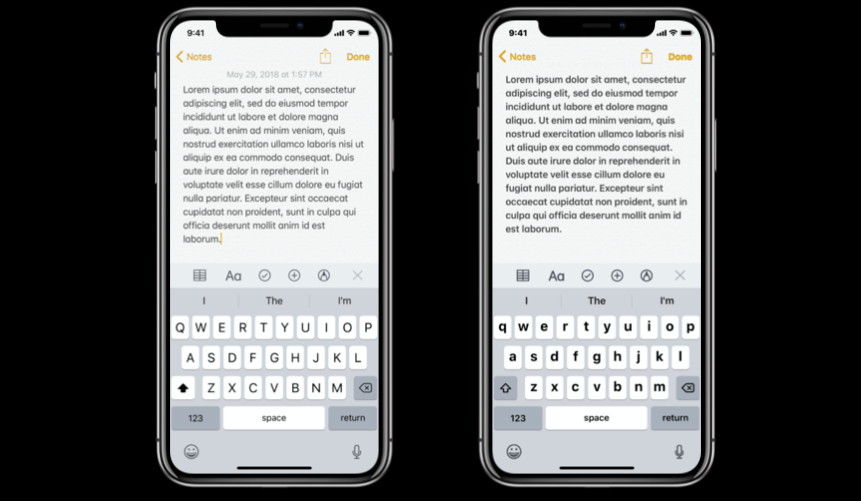 9:41
Notes
Done
May 29, 2018 at 1:57 PM
Lorem ipsum dolor sit amet, consectetur
adipiscing elit, sed do eiusmod tempor
incididunt ut labore et dolore magna
aliqua. Ut enim ad minim veniam, quis
nostrud exercitation ullamco laboris nisi ut
aliquip ex ea commodo consequat. Duis
aute irure dolor in reprehenderit in
voluptate velit esse cillum dolore eu fugiat
nulla pariatur. Excepteur sint occaecat
cupidatat non proident, sunt in culpa qui
officia deserunt mollit anim id est
laborum.
Aa
I The I'm
Q W E R T Y U I O P
A S D F G H J K L
Z X C V B N M
123 space return
9:41
Notes
Done
Lorem ipsum dolor sit amet, consectetur
adipiscing elit, sed do eiusmod tempor
incididunt ut labore et dolore magna
aliqua. Ut enim ad minim veniam, quis
nostrud exercitation ullamco laboris nisi
ut aliquip ex ea commodo consequat.
Duis aute irure dolor in reprehenderit in
voluptate velit esse cillum dolore eu
fugiat nulla pariatur. Excepteur sint
occaecat cupidatat non proident, sunt in
culpa qui officia deserunt mollit anim id
est laborum.
Aa
I The I'm
q w e r t y u i o p
a s d f g h j k l
z x c v b n m
123 space return